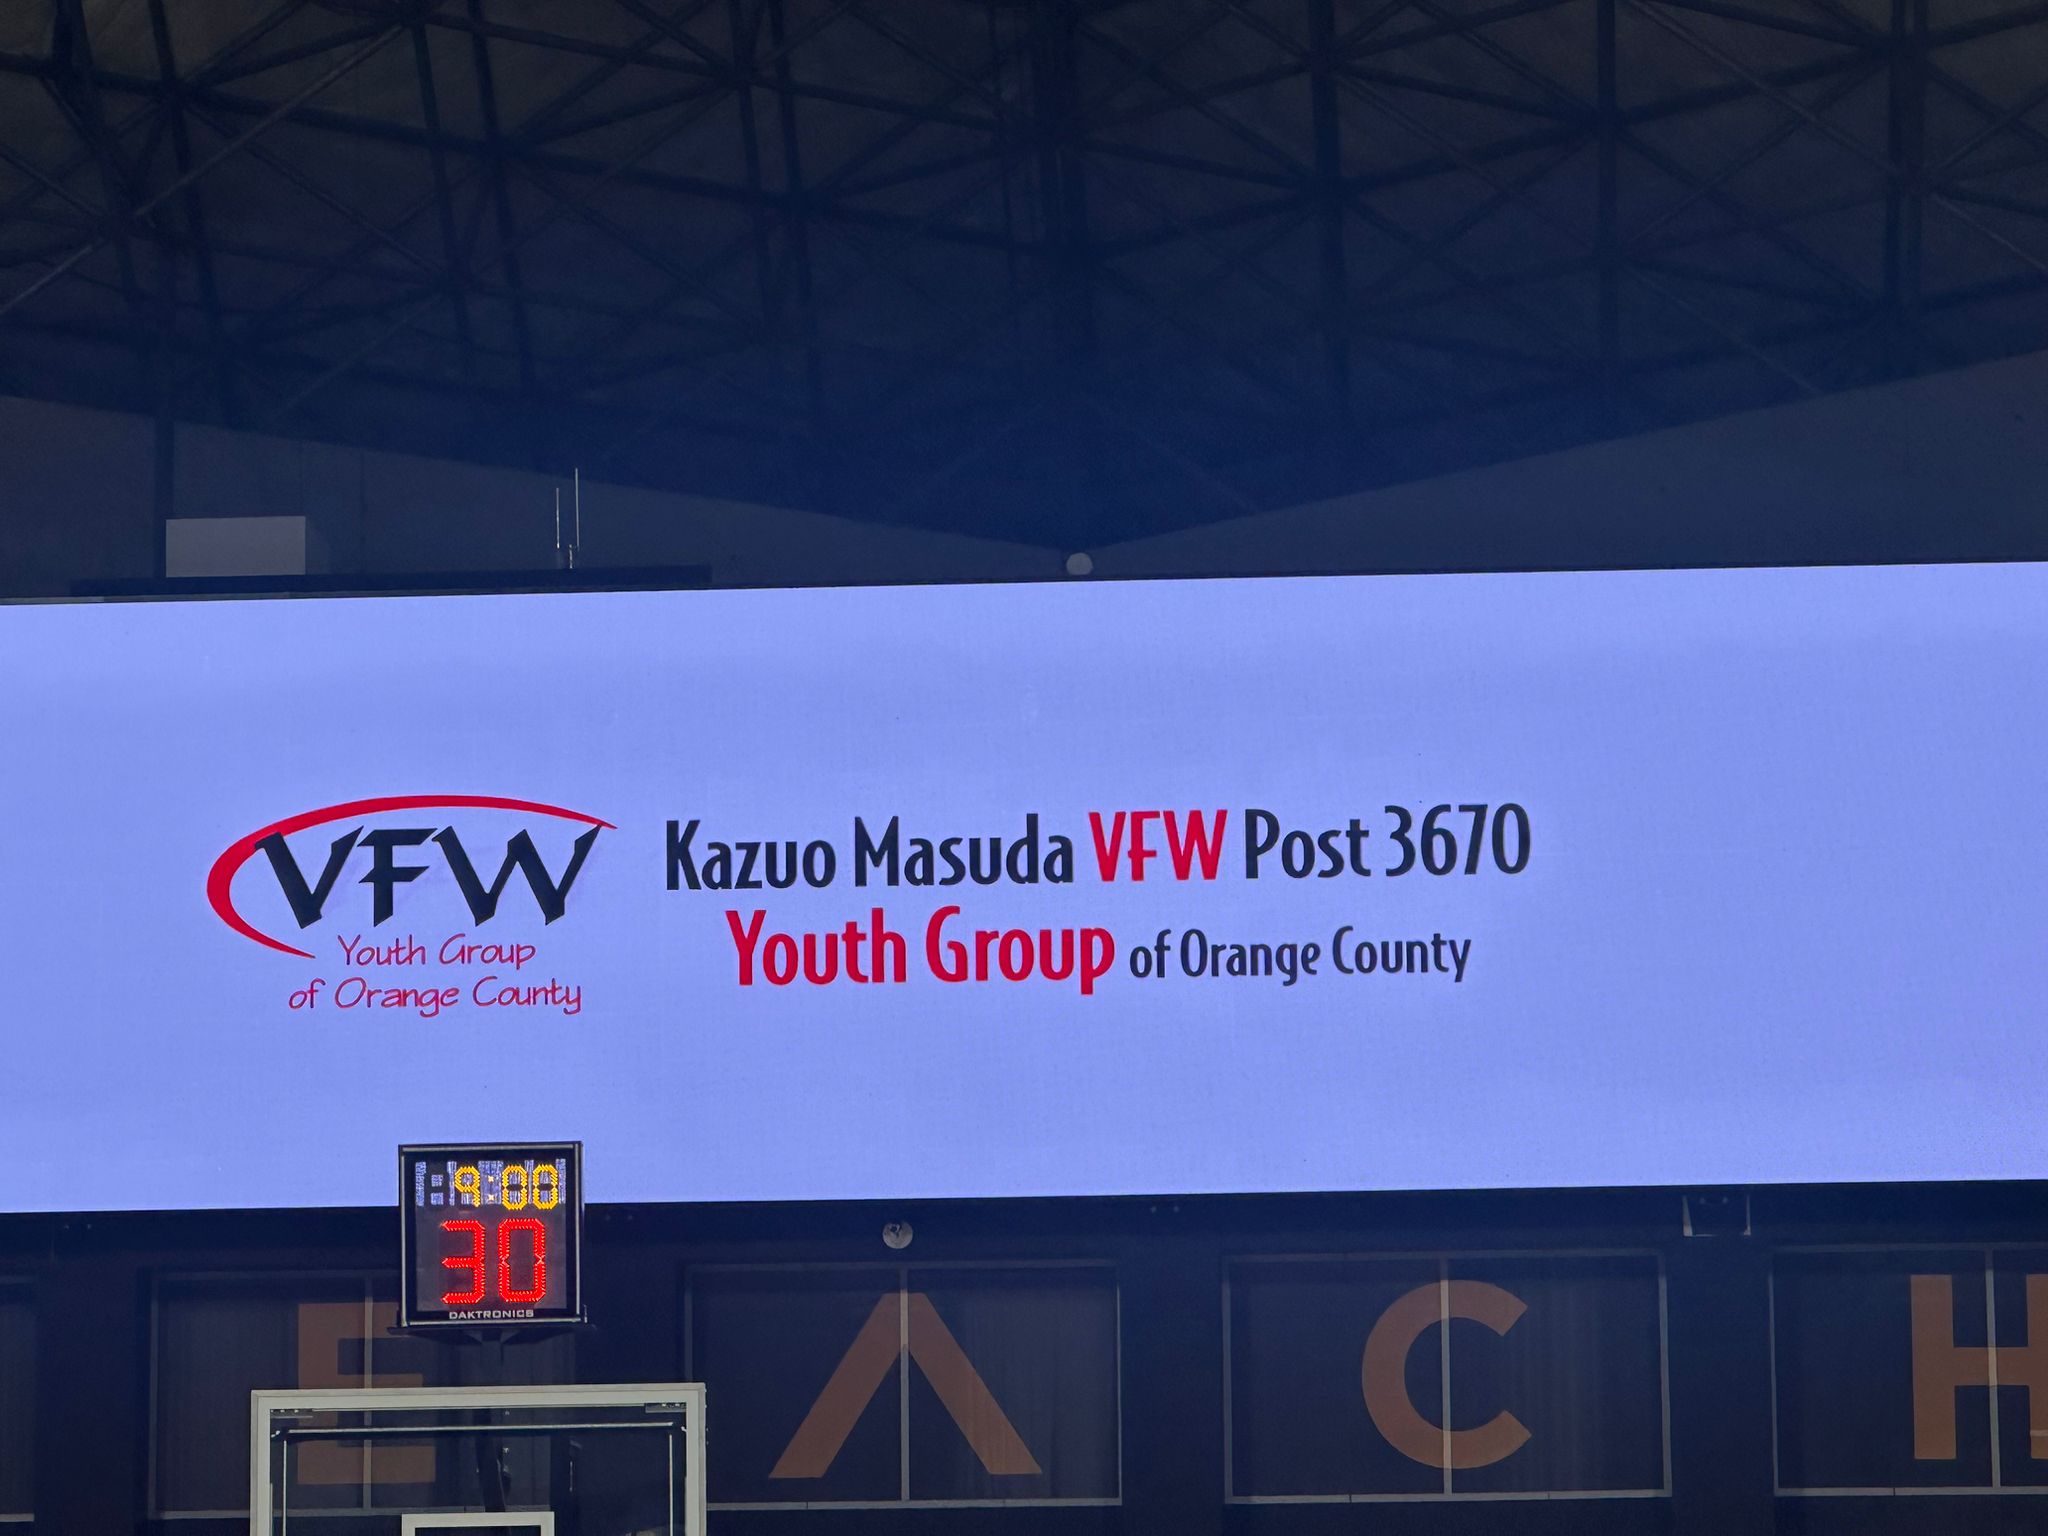 VFW
Youth Group
of Orange County
Kazuo Masuda VFW Post 3670
Youth Group of Orange County
9:00
30
DAKTRONICS
EACH